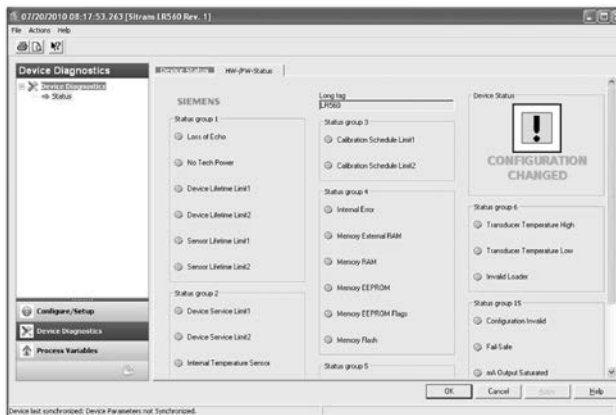 07/20/2010 08:17:53.263 [Sitram LR560 Rev. 1]
File Actions Help
Device Diagnostics
Device Diagnostics
Status
Configure/Setup
Device Diagnostics
Process Variables
Device Status HW-/FW-Status
SIEMENS
Long tag
LR560
Status group 1
Loss of Echo
No Tech Power
Device Lifetime Limit1
Device Lifetime Limit2
Sensor Lifetime Limit1
Sensor Lifetime Limit2
Status group 2
Device Service Limit1
Device Service Limit2
Internal Temperature Sensor
Status group 3
Calibration Schedule Limit1
Calibration Schedule Limit2
Status group 4
Internal Error
Memory External RAM
Memory RAM
Memory EEPROM
Memory EEPROM Flags
Memory Flash
Status group 5
Device Status
CONFIGURATION
CHANGED
Status group 6
Transducer Temperature High
Transducer Temperature Low
Invalid Loader
Status group 15
Configuration Invalid
Fail-Safe
mA Output Saturated
OK Cancel Apply Help
Device last synchronized: Device Parameters not Synchronized.